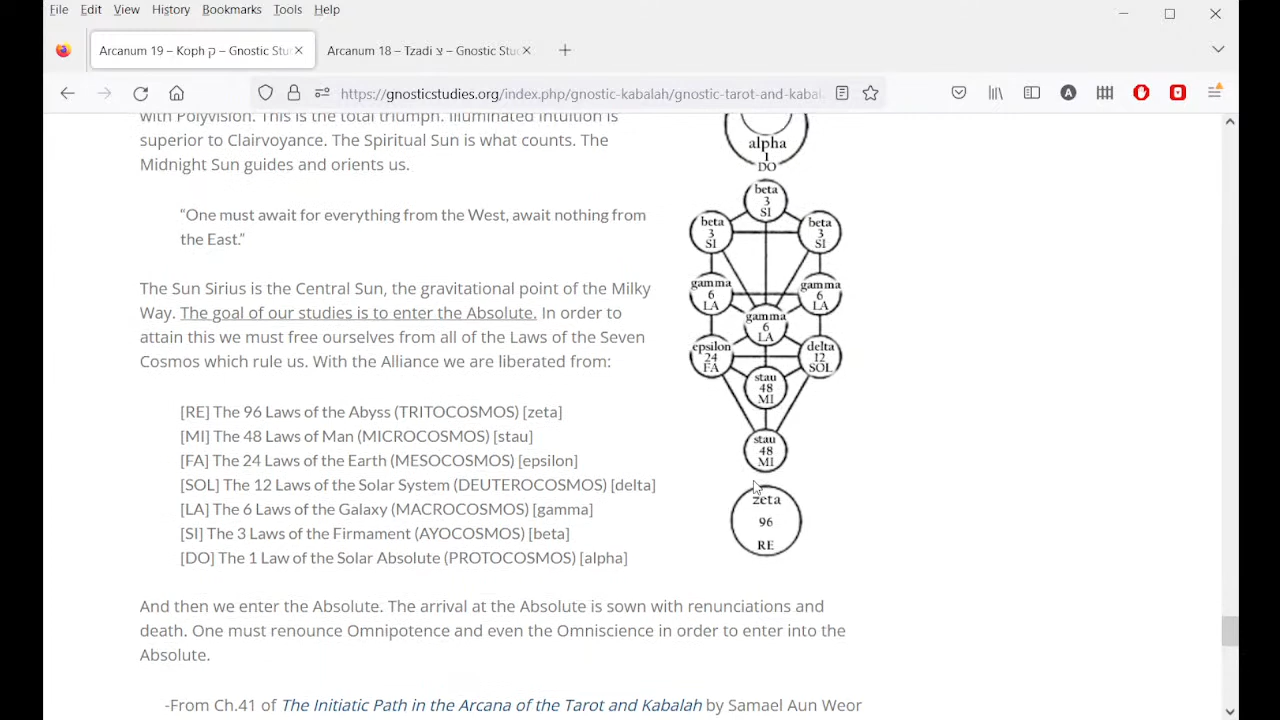 File Edit View History Bookmarks Tools Help
Arcanum 19 – Koph ק – Gnostic Stu
Arcanum 18 – Tzadi צ – Gnostic Stu
https://gnosticstudies.org/index.php/gnostic-kabalah/gnostic-tarot-and-kabal
with Polyvision. This is the total triumph. Illuminated Intuition is
superior to Clairvoyance. The Spiritual Sun is what counts. The
Midnight Sun guides and orients us.
“One must await for everything from the West, await nothing from
the East.”
The Sun Sirius is the Central Sun, the gravitational point of the Milky
Way. The goal of our studies is to enter the Absolute. In order to
attain this we must free ourselves from all of the Laws of the Seven
Cosmos which rule us. With the Alliance we are liberated from:
[RE] The 96 Laws of the Abyss (TRITOCOSMOS) [zeta]
[MI] The 48 Laws of Man (MICROCOSMOS) [stau]
[FA] The 24 Laws of the Earth (MESOCOSMOS) [epsilon]
[SOL] The 12 Laws of the Solar System (DEUTEROCOSMOS) [delta]
[LA] The 6 Laws of the Galaxy (MACROCOSMOS) [gamma]
[SI] The 3 Laws of the Firmament (AYOCOSMOS) [beta]
[DO] The 1 Law of the Solar Absolute (PROTOCOSMOS) [alpha]
And then we enter the Absolute. The arrival at the Absolute is sown with renunciations and
death. One must renounce Omnipotence and even the Omniscience in order to enter into the
Absolute.
-From Ch.41 of The Initiatic Path in the Arcana of the Tarot and Kabalah by Samael Aun Weor
alpha
1
DO
beta
3
SI
beta
3
SI
beta
3
SI
gamma
6
LA
gamma
6
LA
gamma
6
LA
epsilon
24
FA
delta
12
SOL
stau
48
MI
stau
48
MI
zeta
96
RE